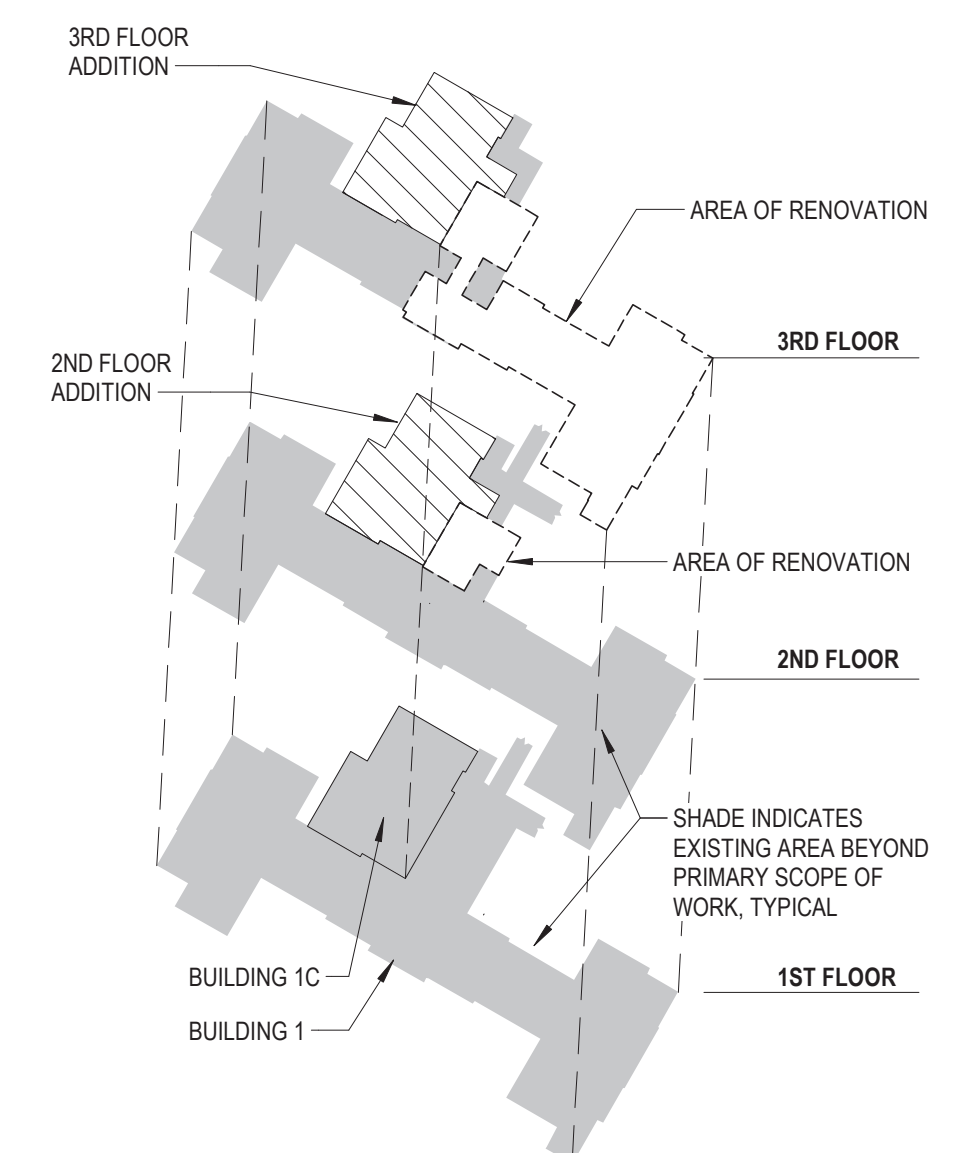 3RD FLOOR
ADDITION
AREA OF RENOVATION
3RD FLOOR
2ND FLOOR
ADDITION
AREA OF RENOVATION
2ND FLOOR
SHADE INDICATES
EXISTING AREA BEYOND
PRIMARY SCOPE OF
WORK, TYPICAL
BUILDING 1C
1ST FLOOR
BUILDING 1